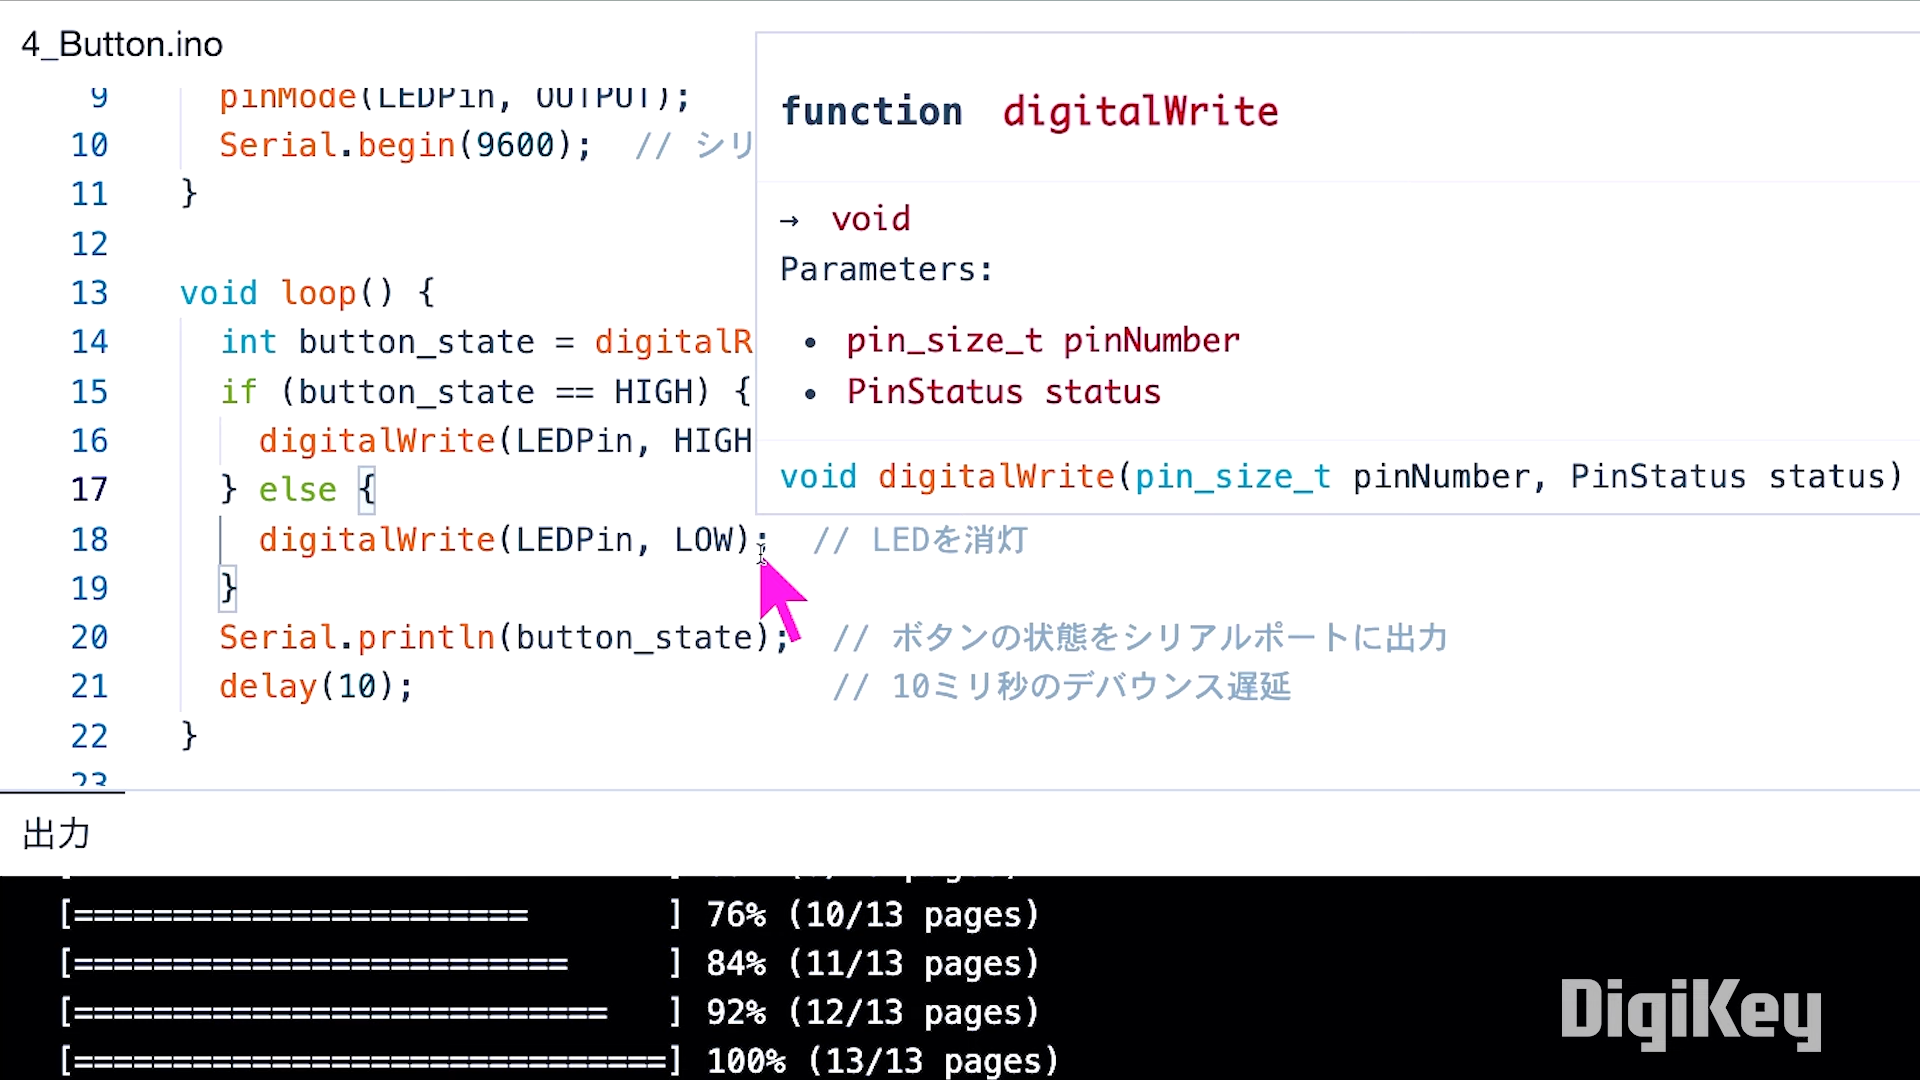 4_Button.ino
9 pinMode(LEDPin, OUTPUT);
10 Serial.begin(9600); // シリ
11 }
12
13 void loop() {
14 int button_state = digitalR
15 if (button_state == HIGH) {
16 digitalWrite(LEDPin, HIGH
17 } else {
18 digitalWrite(LEDPin, LOW); // LEDを消灯
19 }
20 Serial.println(button_state); // ボタンの状態をシリアルポートに出力
21 delay(10); // 10ミリ秒のデバウンス遅延
22 }
23
function digitalWrite
→ void
Parameters:
• pin_size_t pinNumber
• PinStatus status
void digitalWrite(pin_size_t pinNumber, PinStatus status)
出力
[======================= ] 76% (10/13 pages)
[========================= ] 84% (11/13 pages)
[=========================== ] 92% (12/13 pages)
[==============================] 100% (13/13 pages)
DigiKey